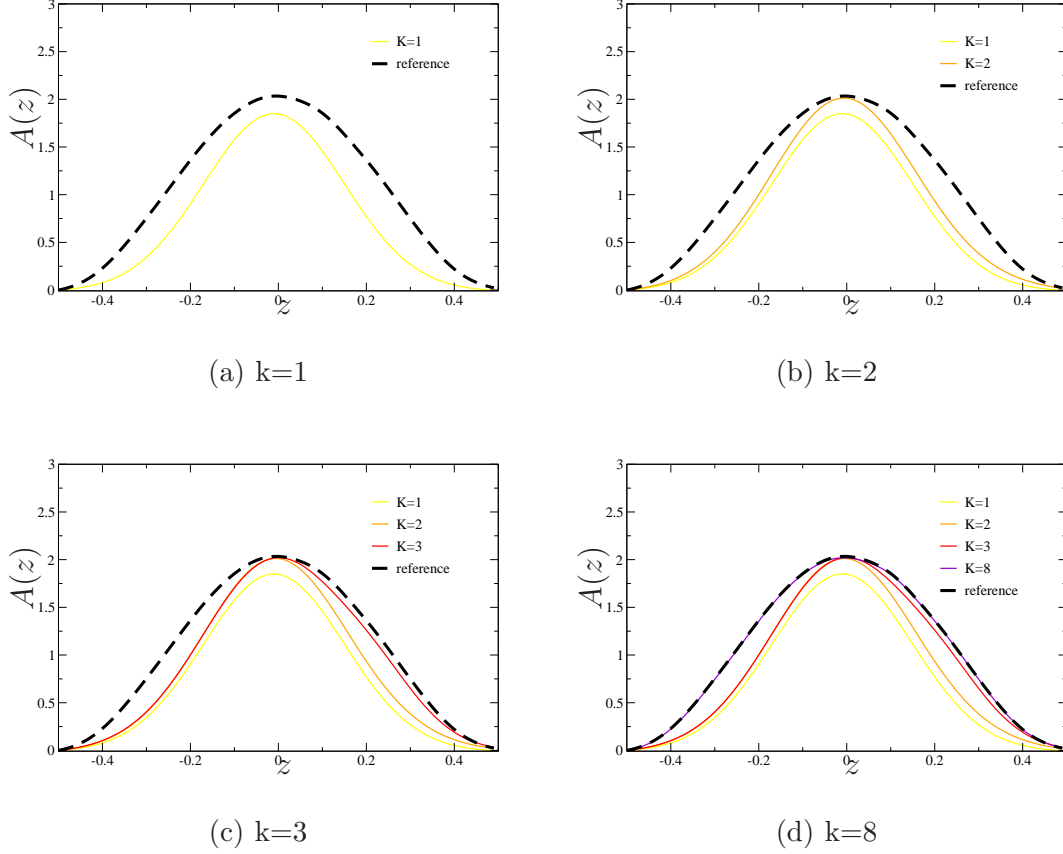 3
2.5
2
1.5
1
0.5
0
A(z)
K=1
reference
-0.4
-0.2
0
0.2
0.4
z
(a) k=1
3
2.5
2
1.5
1
0.5
0
A(z)
K=1
K=2
reference
-0.4
-0.2
0
0.2
0.4
z
(b) k=2
3
2.5
2
1.5
1
0.5
0
A(z)
K=1
K=2
K=3
reference
-0.4
-0.2
0
0.2
0.4
z
(c) k=3
3
2.5
2
1.5
1
0.5
0
A(z)
K=1
K=2
K=3
K=8
reference
-0.4
-0.2
0
0.2
0.4
z
(d) k=8